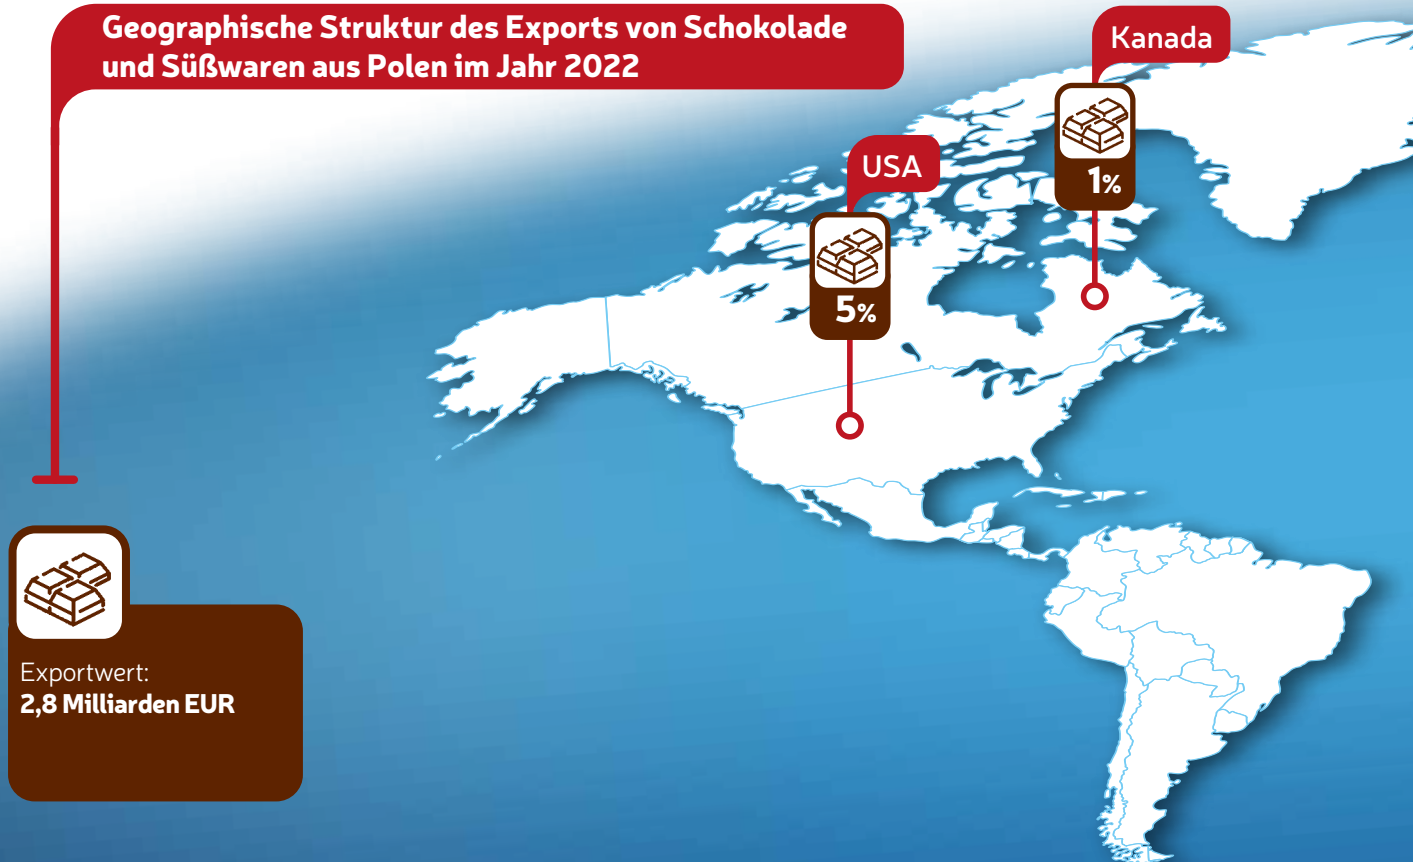 Geographische Struktur des Exports von Schokolade
und Süßwaren aus Polen im Jahr 2022
Kanada
1%
USA
5%
Exportwert:
2,8 Milliarden EUR